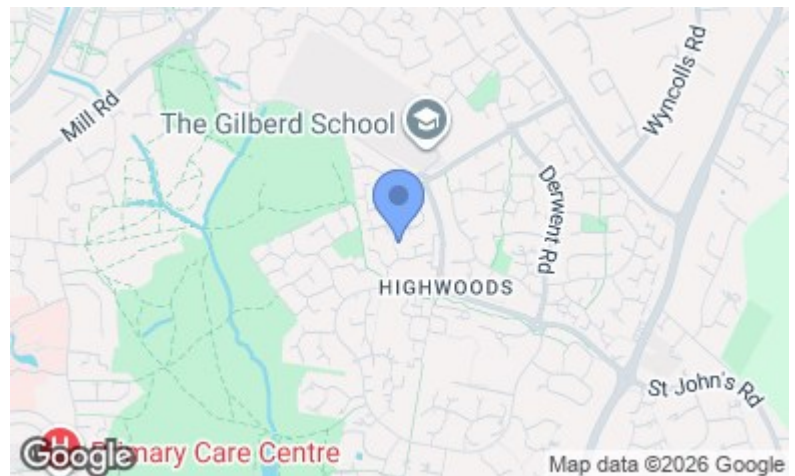 Mill Rd
Wyncolls Rd
The Gilberd School
Derwent Rd
HIGHWOODS
St John's Rd
H
Primary Care Centre
Google
Map data ©2026 Google